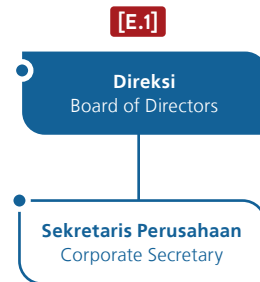 [E.1]
Direksi
Board of Directors
Sekretaris Perusahaan
Corporate Secretary